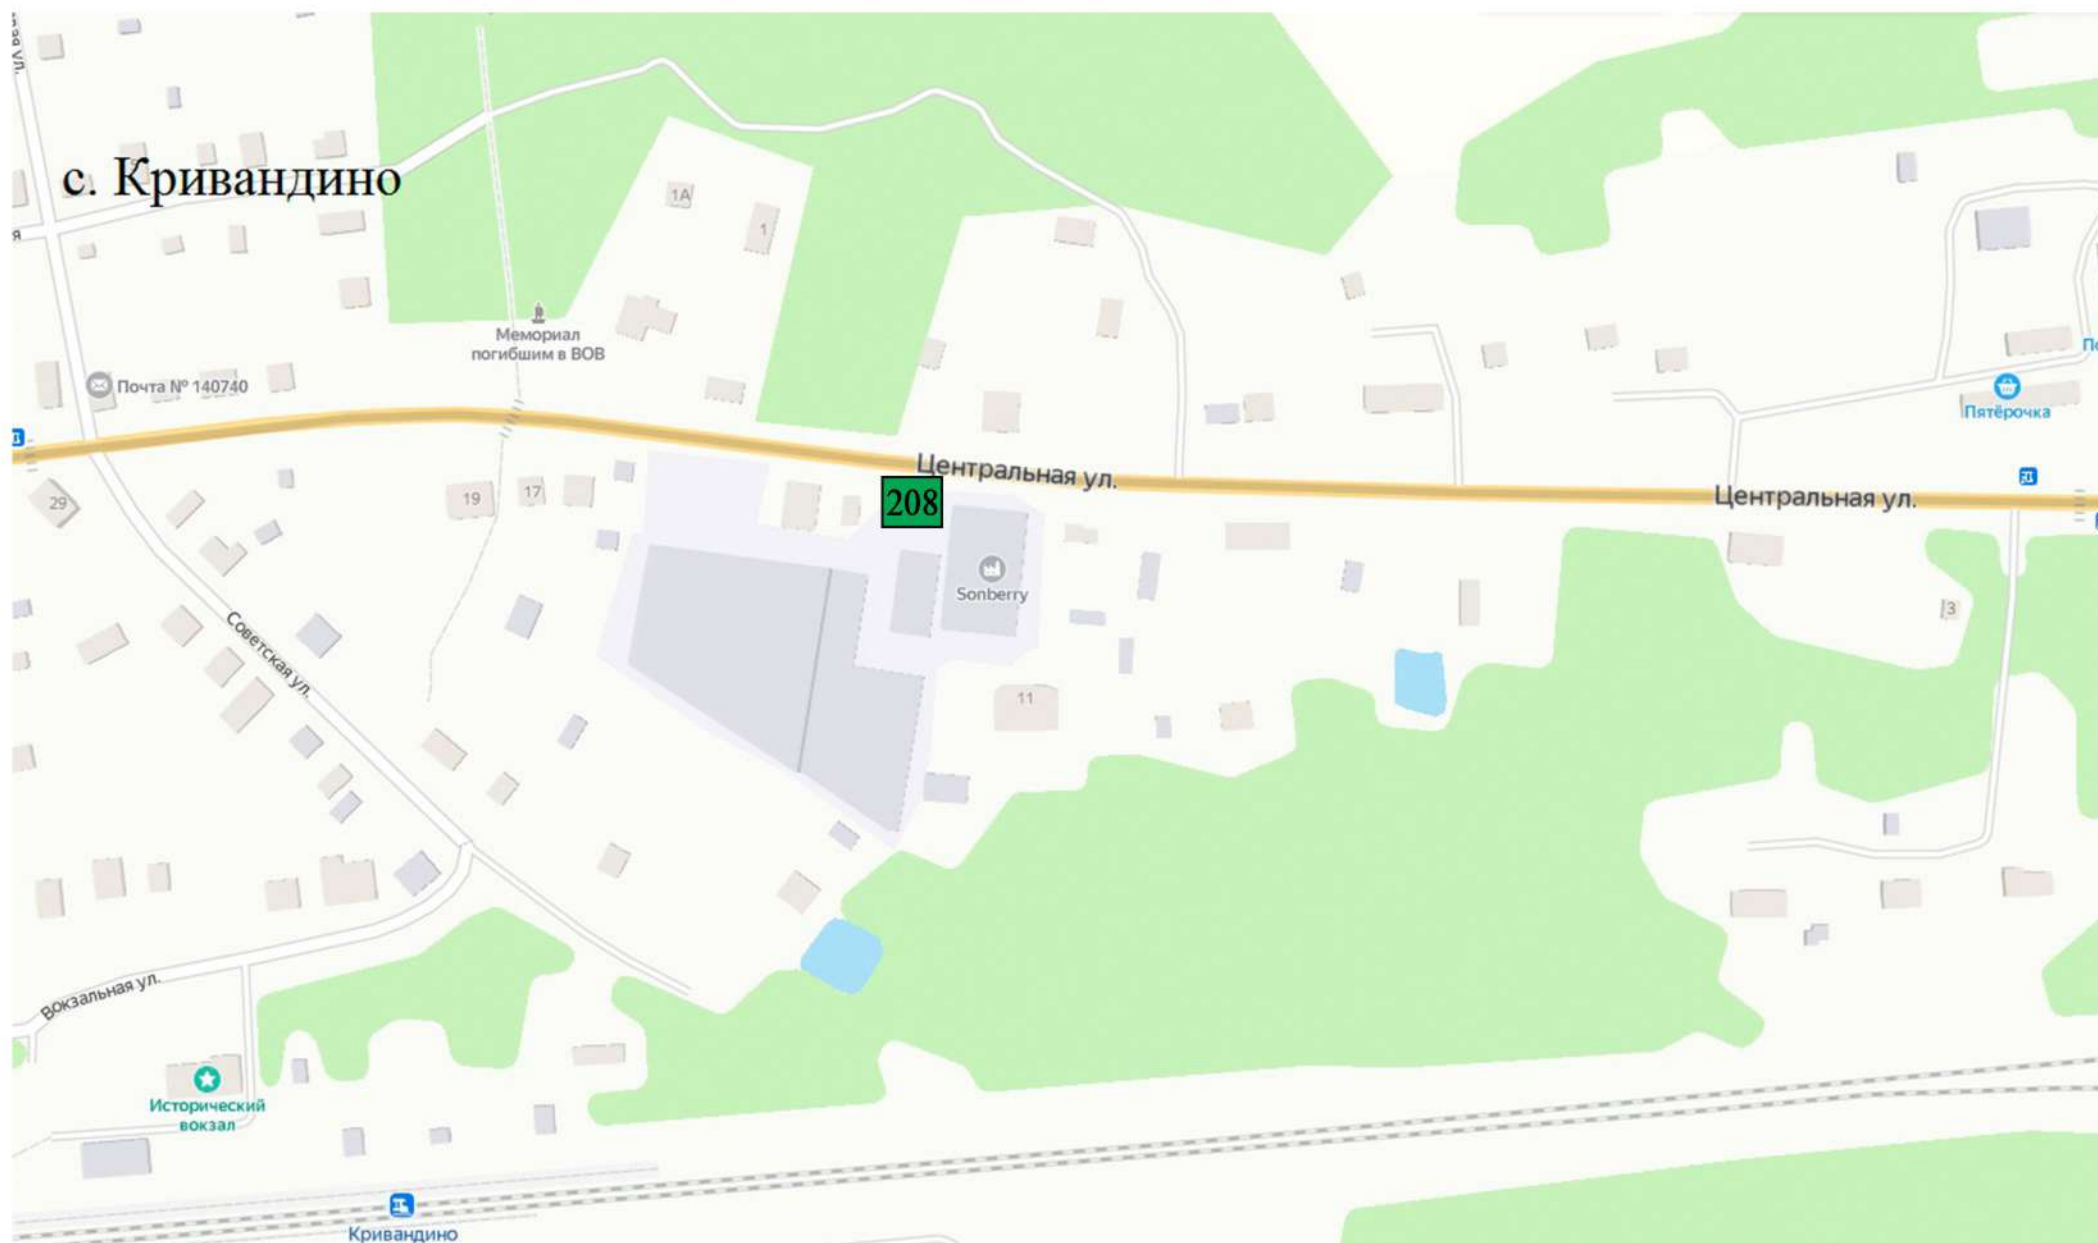 с. Кривандино
1А
1
Мемориал
погибшим в ВОВ
Почта № 140740
Пятёрочка
Центральная ул.
Центральная ул.
208
29
19
17
Sonberry
3
Советская ул.
11
Вокзальная ул.
Исторический
вокзал
Кривандино